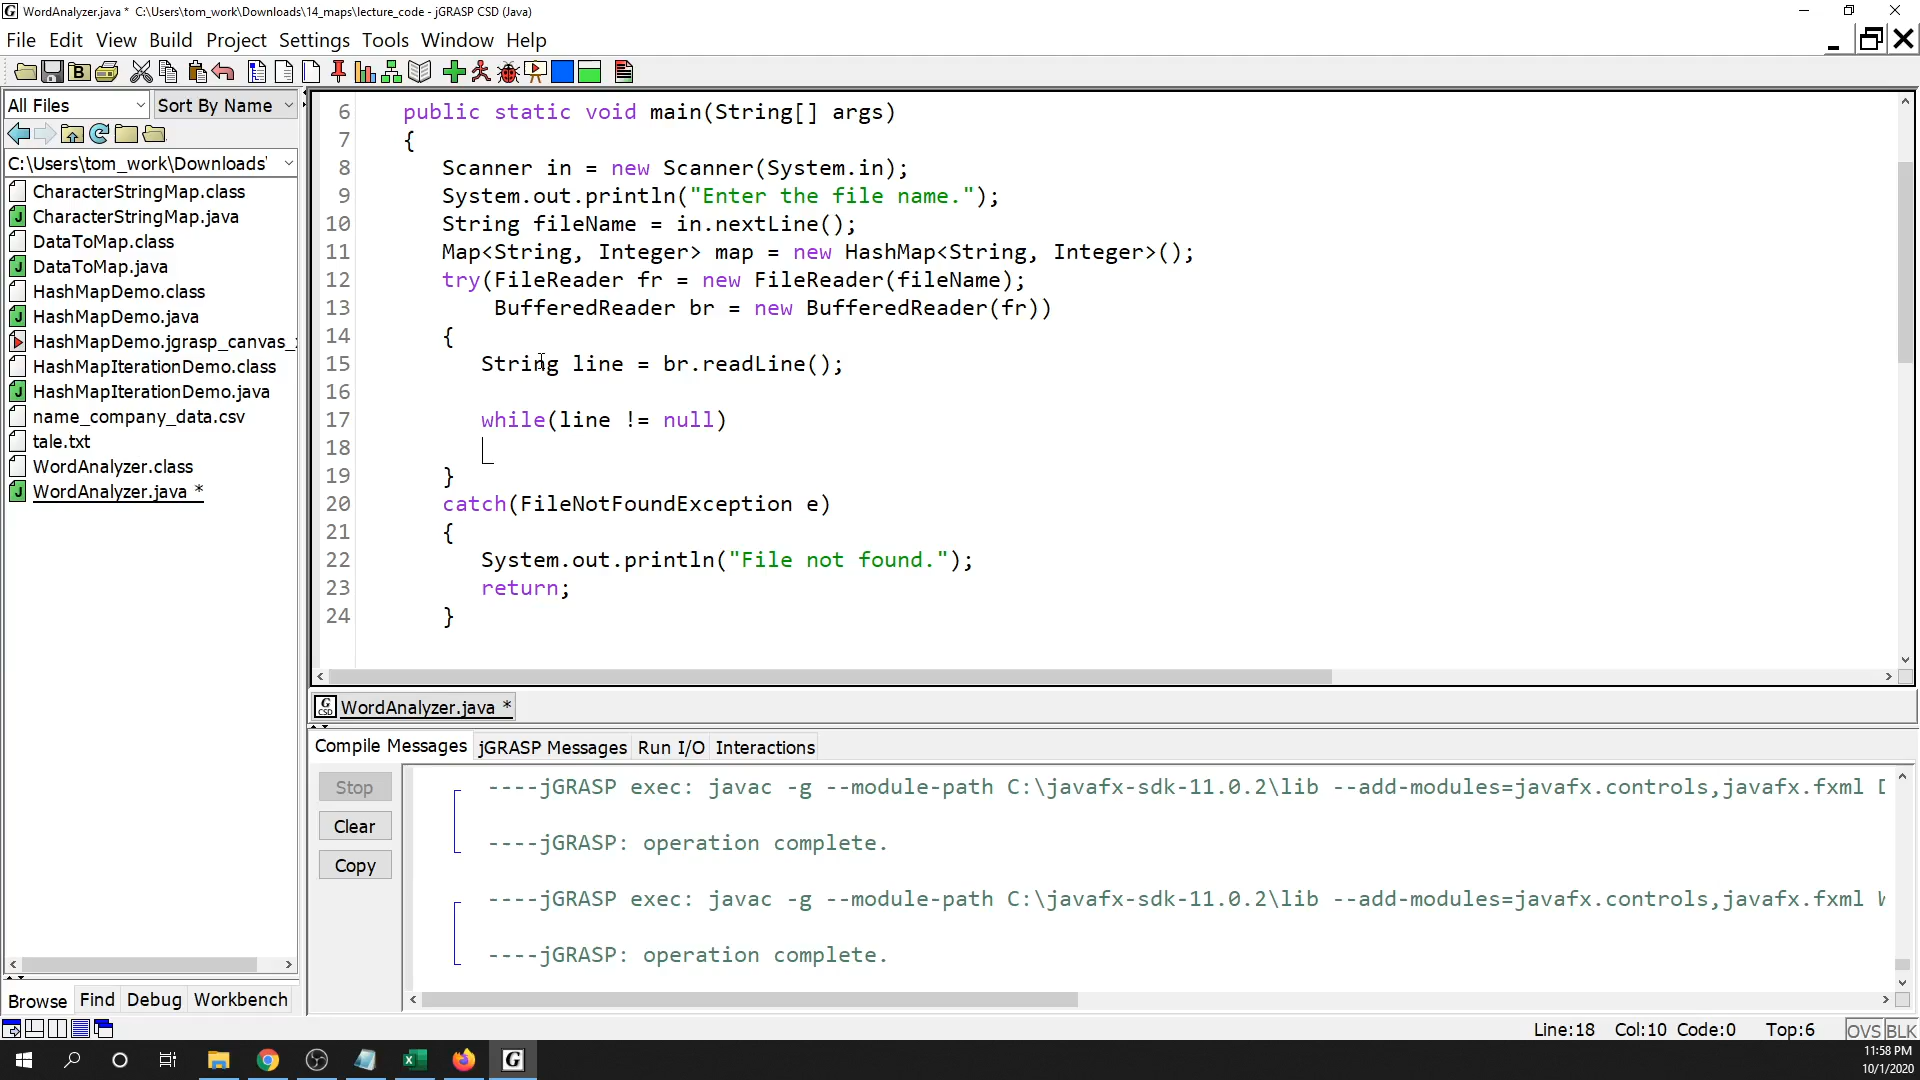 WordAnalyzer.java * C:\Users\tom_work\Downloads\14_maps\lecture_code - jGRASP CSD (Java)
File Edit View Build Project Settings Tools Window Help
All Files Sort By Name
C:\Users\tom_work\Downloads'
CharacterStringMap.class
CharacterStringMap.java
DataToMap.class
DataToMap.java
HashMapDemo.class
HashMapDemo.java
HashMapDemo.jgrasp_canvas_
HashMapIterationDemo.class
HashMapIterationDemo.java
name_company_data.csv
tale.txt
WordAnalyzer.class
WordAnalyzer.java *
Browse Find Debug Workbench
6 public static void main(String[] args)
7 {
8 Scanner in = new Scanner(System.in);
9 System.out.println("Enter the file name.");
10 String fileName = in.nextLine();
11 Map<String, Integer> map = new HashMap<String, Integer>();
12 try(FileReader fr = new FileReader(fileName);
13 BufferedReader br = new BufferedReader(fr))
14 {
15 String line = br.readLine();
16
17 while(line != null)
18
19 }
20 catch(FileNotFoundException e)
21 {
22 System.out.println("File not found.");
23 return;
24 }
WordAnalyzer.java *
Compile Messages jGRASP Messages Run I/O Interactions
Stop
Clear
Copy
----jGRASP exec: javac -g --module-path C:\javafx-sdk-11.0.2\lib --add-modules=javafx.controls,javafx.fxml D
----jGRASP: operation complete.
----jGRASP exec: javac -g --module-path C:\javafx-sdk-11.0.2\lib --add-modules=javafx.controls,javafx.fxml W
----jGRASP: operation complete.
Line:18 Col:10 Code:0 Top:6 OVS BLK
11:58 PM
10/1/2020